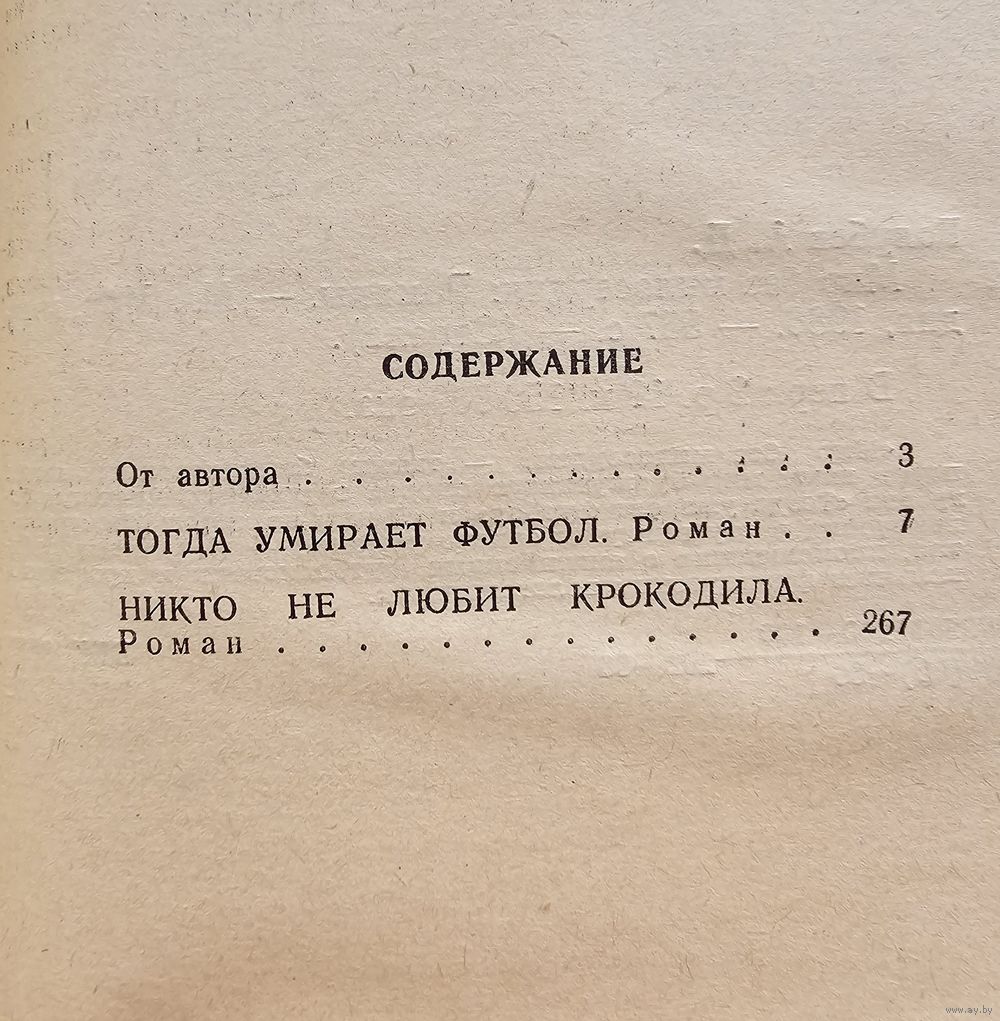 СОДЕРЖАНИЕ
От автора . . . . . . . . . . . . . 3
ТОГДА УМИРАЕТ ФУТБОЛ. Роман . . 7
НИКТО НЕ ЛЮБИТ КРОКОДИЛА.
Роман . . . . . . . . . . . . . . 267
www.ay.by